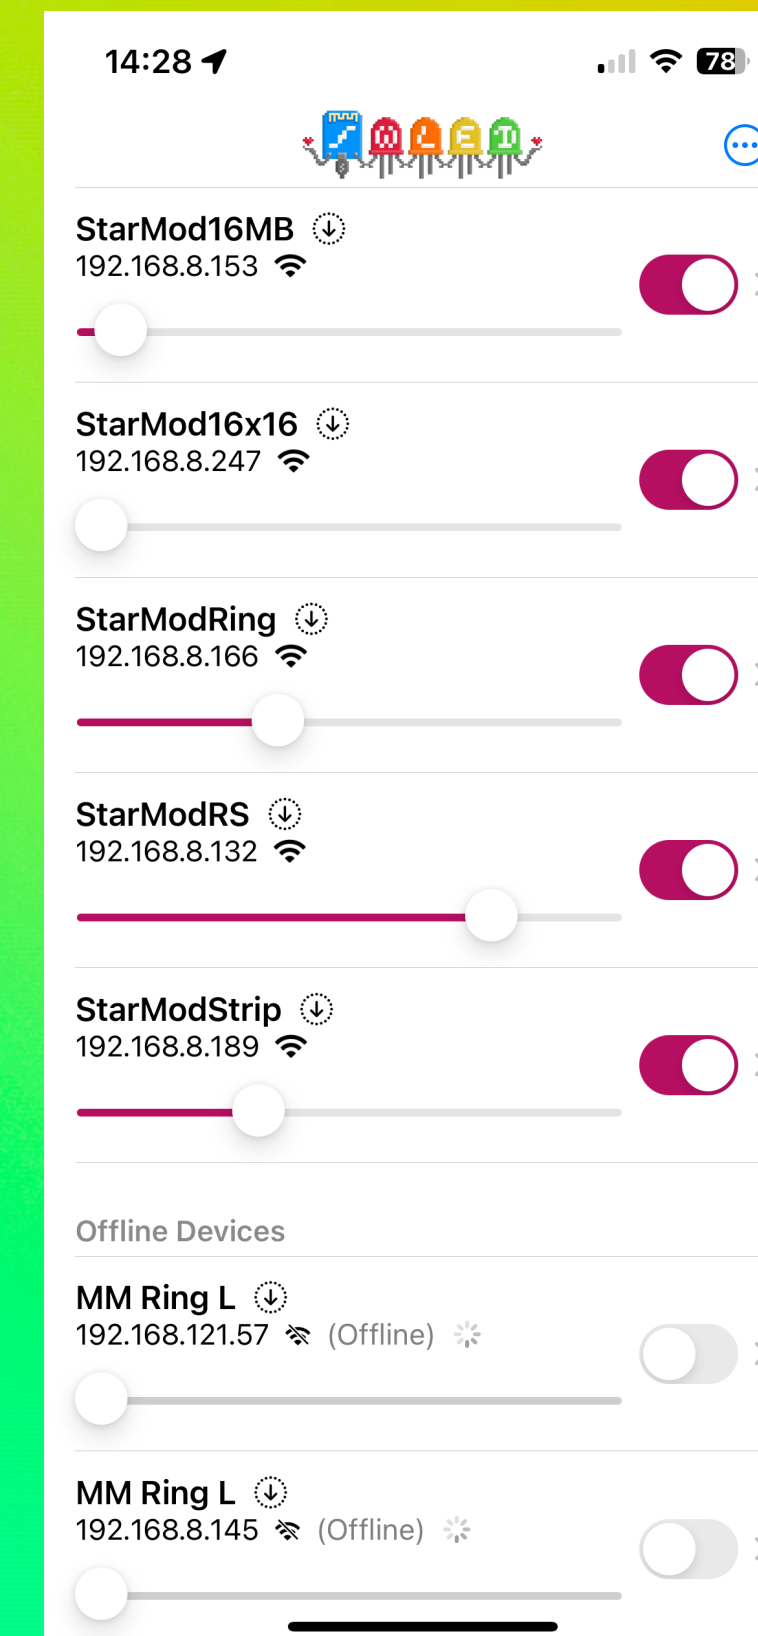 14:28
78
WLED
StarMod16MB
192.168.8.153
StarMod16x16
192.168.8.247
StarModRing
192.168.8.166
StarModRS
192.168.8.132
StarModStrip
192.168.8.189
Offline Devices
MM Ring L
192.168.121.57 (Offline)
MM Ring L
192.168.8.145 (Offline)